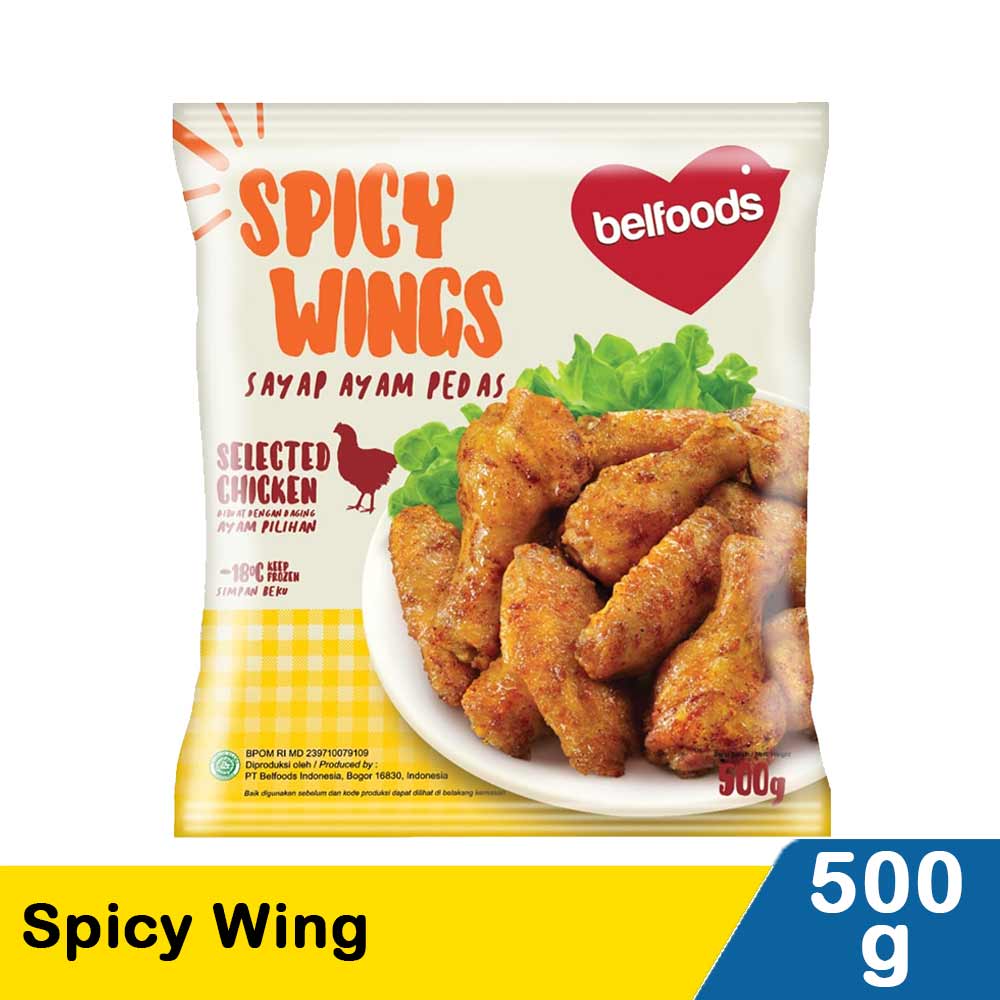 SPICY
WINGS
SAYAP AYAM PEDAS
belfoods
SELECTED
CHICKEN
DIBUAT DENGAN DAGING
AYAM PILIHAN
-18°C KEEP FROZEN
SIMPAN BEKU
BPOM RI MD 239710079109
Diproduksi oleh / Produced by :
PT Belfoods Indonesia, Bogor 16830, Indonesia
Baik digunakan sebelum dan kode produksi dapat dilihat di belakang kemasan
500g
Spicy Wing
500
g